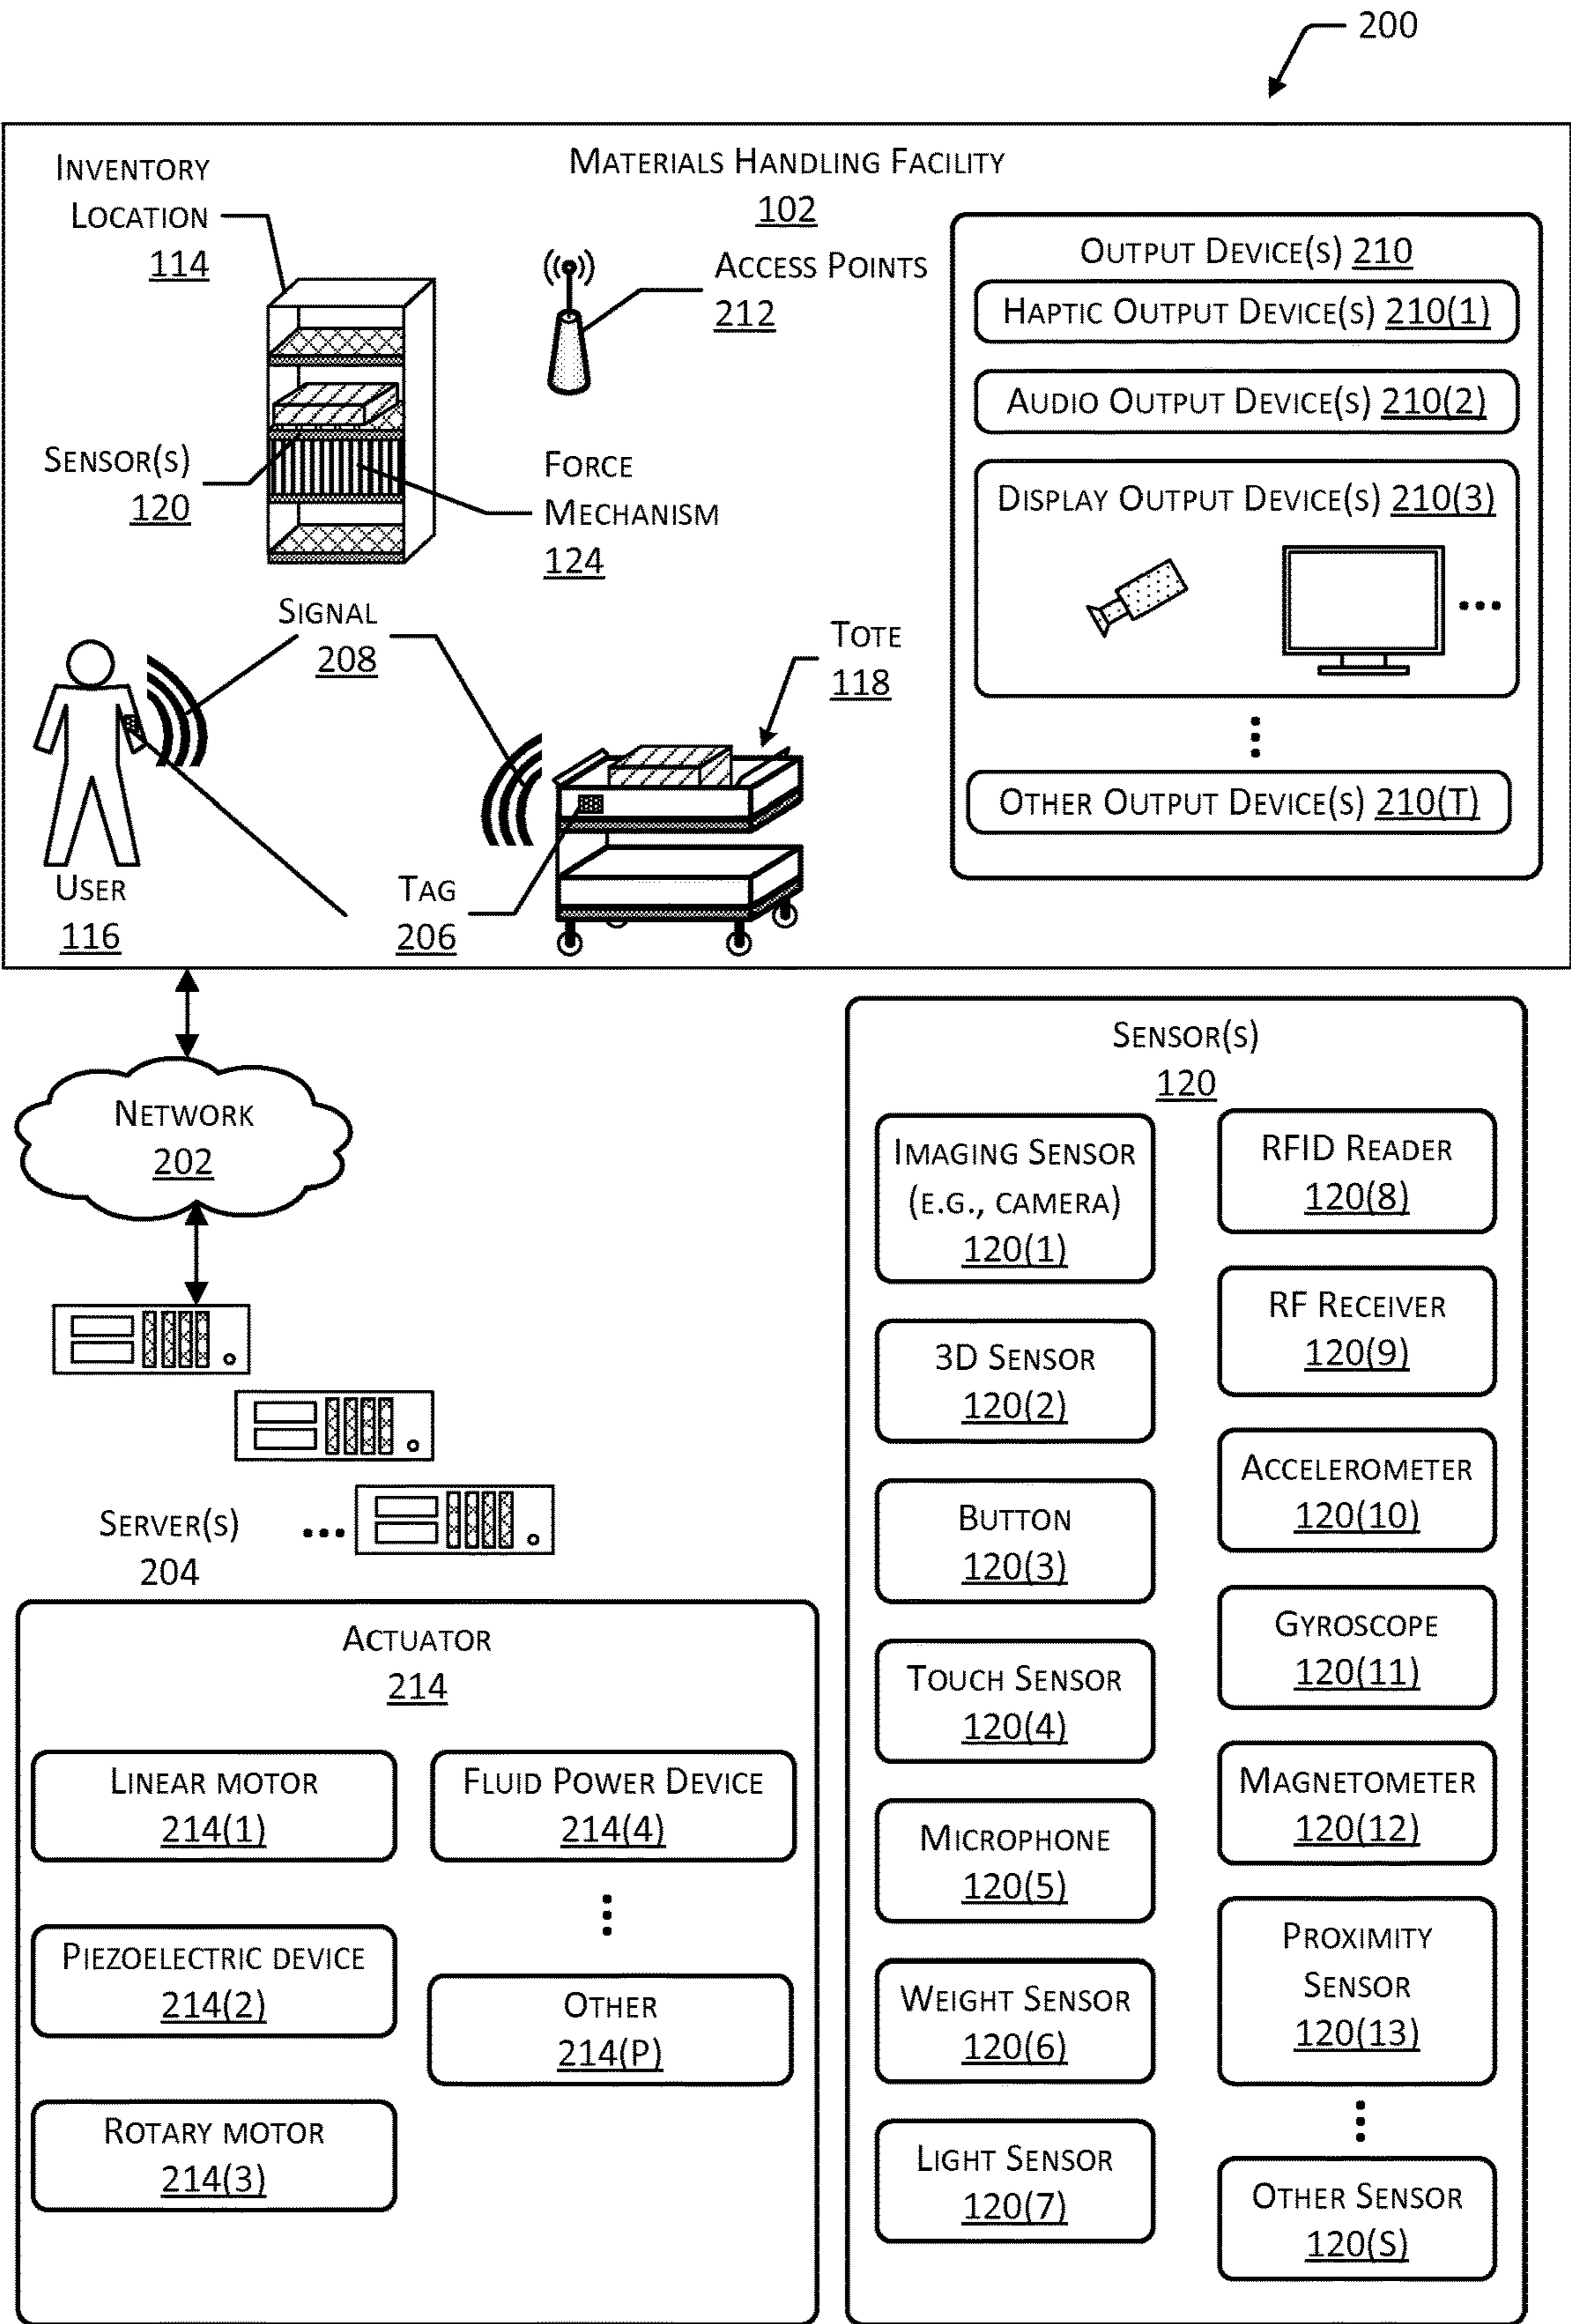 200
Inventory
Location
114
Materials Handling Facility
102
Access Points
212
Sensor(s)
120
Force
Mechanism
124
Output Device(s) 210
Haptic Output Device(s) 210(1)
Audio Output Device(s) 210(2)
Display Output Device(s) 210(3)
...
Other Output Device(s) 210(T)
Signal
208
Tote
118
User
116
Tag
206
Network
202
Server(s)
204
...
Actuator
214
Linear motor
214(1)
Piezoelectric device
214(2)
Rotary motor
214(3)
Fluid Power Device
214(4)
Other
214(P)
Sensor(s)
120
Imaging Sensor
(e.g., camera)
120(1)
3D Sensor
120(2)
Button
120(3)
Touch Sensor
120(4)
Microphone
120(5)
Weight Sensor
120(6)
Light Sensor
120(7)
RFID Reader
120(8)
RF Receiver
120(9)
Accelerometer
120(10)
Gyroscope
120(11)
Magnetometer
120(12)
Proximity
Sensor
120(13)
Other Sensor
120(S)